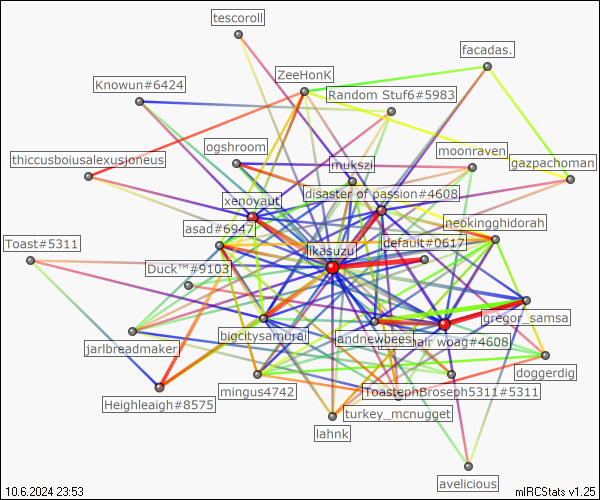 tescoroll
facadas.
ZeeHonK
Knowun#6424
Random Stuf6#5983
ogshroom
moonraven
thiccusboiusalexusjoneus
mukszi
gazpachoman
disaster of passion#4608
xenoyaut
neokingghidorah
asad#6947
Toast#5311
ikasuzu
default#0617
Duck™#9103
gregor_samsa
bigcitysamurai
andnewbees
hair woag#4608
jarlbreadmaker
doggerdig
mingus4742
ToastephBroseph5311#5311
Heighleagh#8575
turkey_mcnugget
lahnk
avelicious
10.6.2024 23:53
mIRCStats v1.25